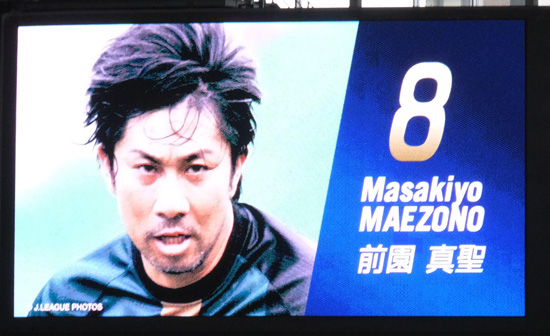 8
Masakiyo
MAEZONO
前園 真聖
J.LEAGUE PHOTOS